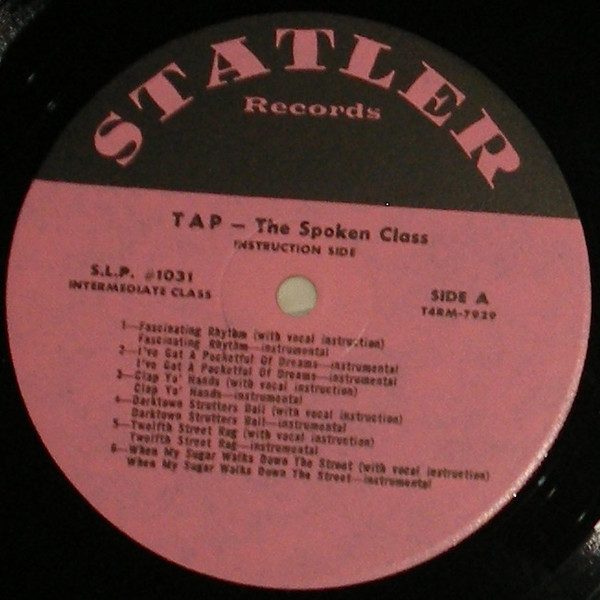 STATLER
Records
TAP — The Spoken Class
INSTRUCTION SIDE
S.L.P. #1031
INTERMEDIATE CLASS
SIDE A
T4RM-7929
1—Fascinating Rhythm (with vocal instruction)
Fascinating Rhythm—instrumental
2—I've Got A Pocketful Of Dreams—instrumental
I've Got A Pocketful Of Dreams—instrumental
3—Clap Yo' Hands (with vocal instruction)
Clap Yo' Hands—instrumental
4—Darktown Strutters Ball (with vocal instruction)
Darktown Strutters Ball—instrumental
5—Twelfth Street Rag (with vocal instruction)
Twelfth Street Rag—instrumental
6—When My Sugar Walks Down The Street (with vocal instruction)
When My Sugar Walks Down The Street—instrumental